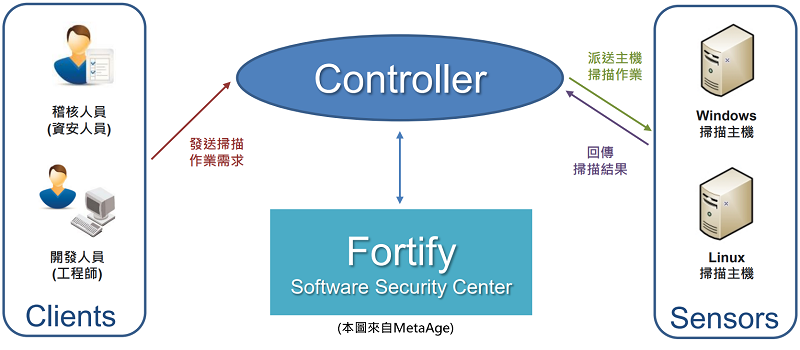 稽核人員
(資安人員)
開發人員
(工程師)
Clients
發送掃描
作業需求
Controller
Fortify
Software Security Center
(本圖來自MetaAge)
派送主機
掃描作業
回傳
掃描結果
Windows
掃描主機
Linux
掃描主機
Sensors